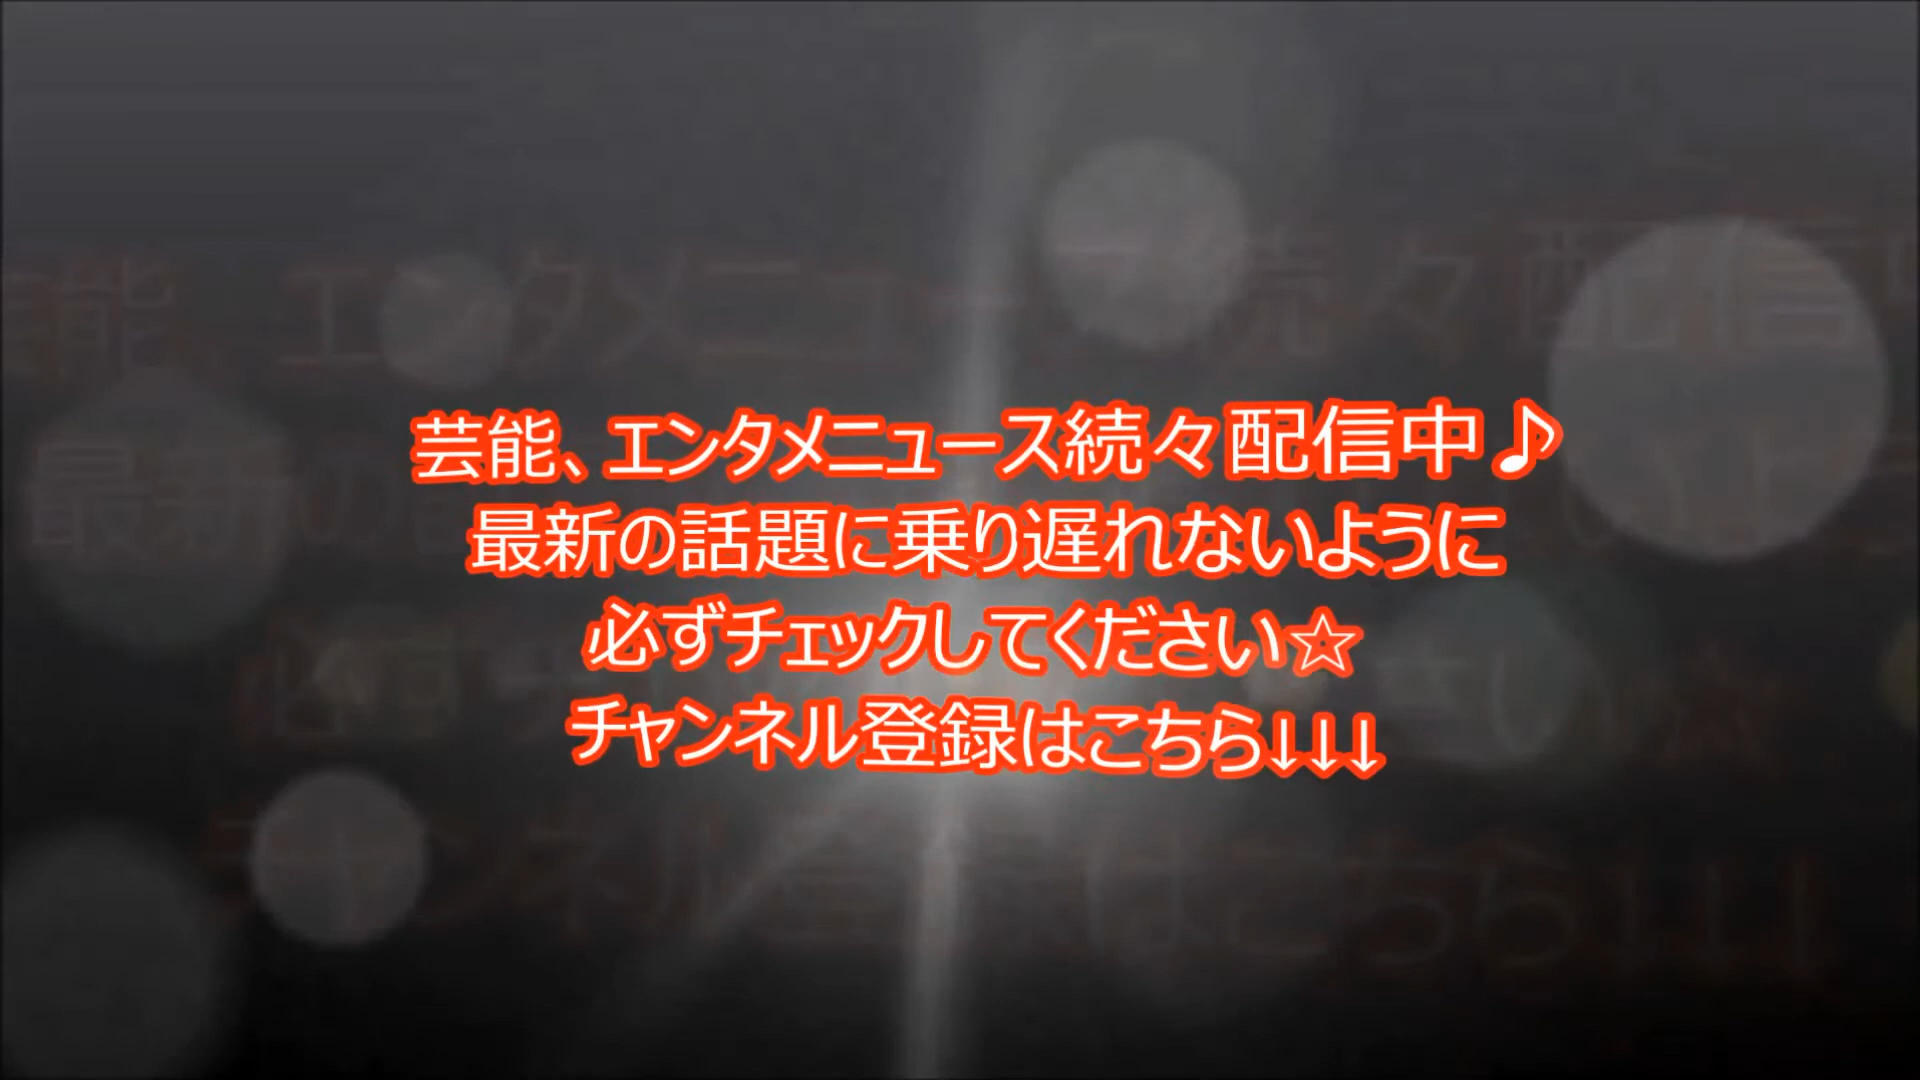 芸能、エンタメニュース続々配信中♪
最新の話題に乗り遅れないように
必ずチェックしてください☆
チャンネル登録はこちら↓↓↓